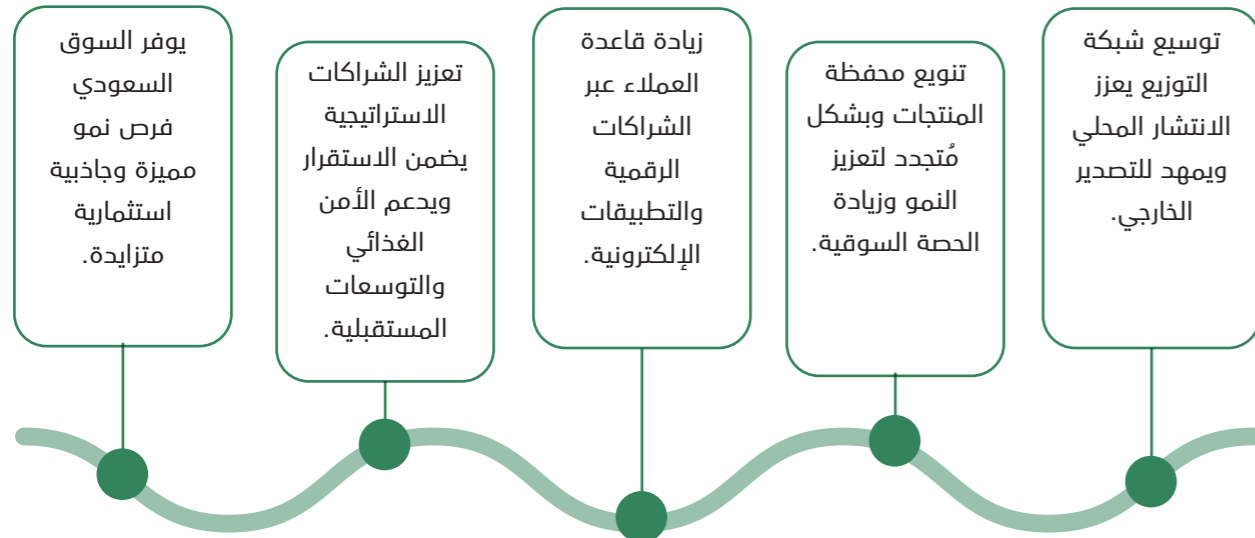 توسيع شبكة
التوزيع يعزز
الانتشار المحلي
ويمهد للتصدير
الخارجي.
تنويع محفظة
المنتجات وبشكل
مُتجدد لتعزيز
النمو وزيادة
الحصة السوقية.
زيادة قاعدة
العملاء عبر
الشراكات
الرقمية
والتطبيقات
الإلكترونية.
تعزيز الشراكات
الاستراتيجية
يضمن الاستقرار
ويدعم الأمن
الغذائي
والتوسعات
المستقبلية.
يوفر السوق
السعودي
فرص نمو
مميزة وجاذبية
استثمارية
متزايدة.